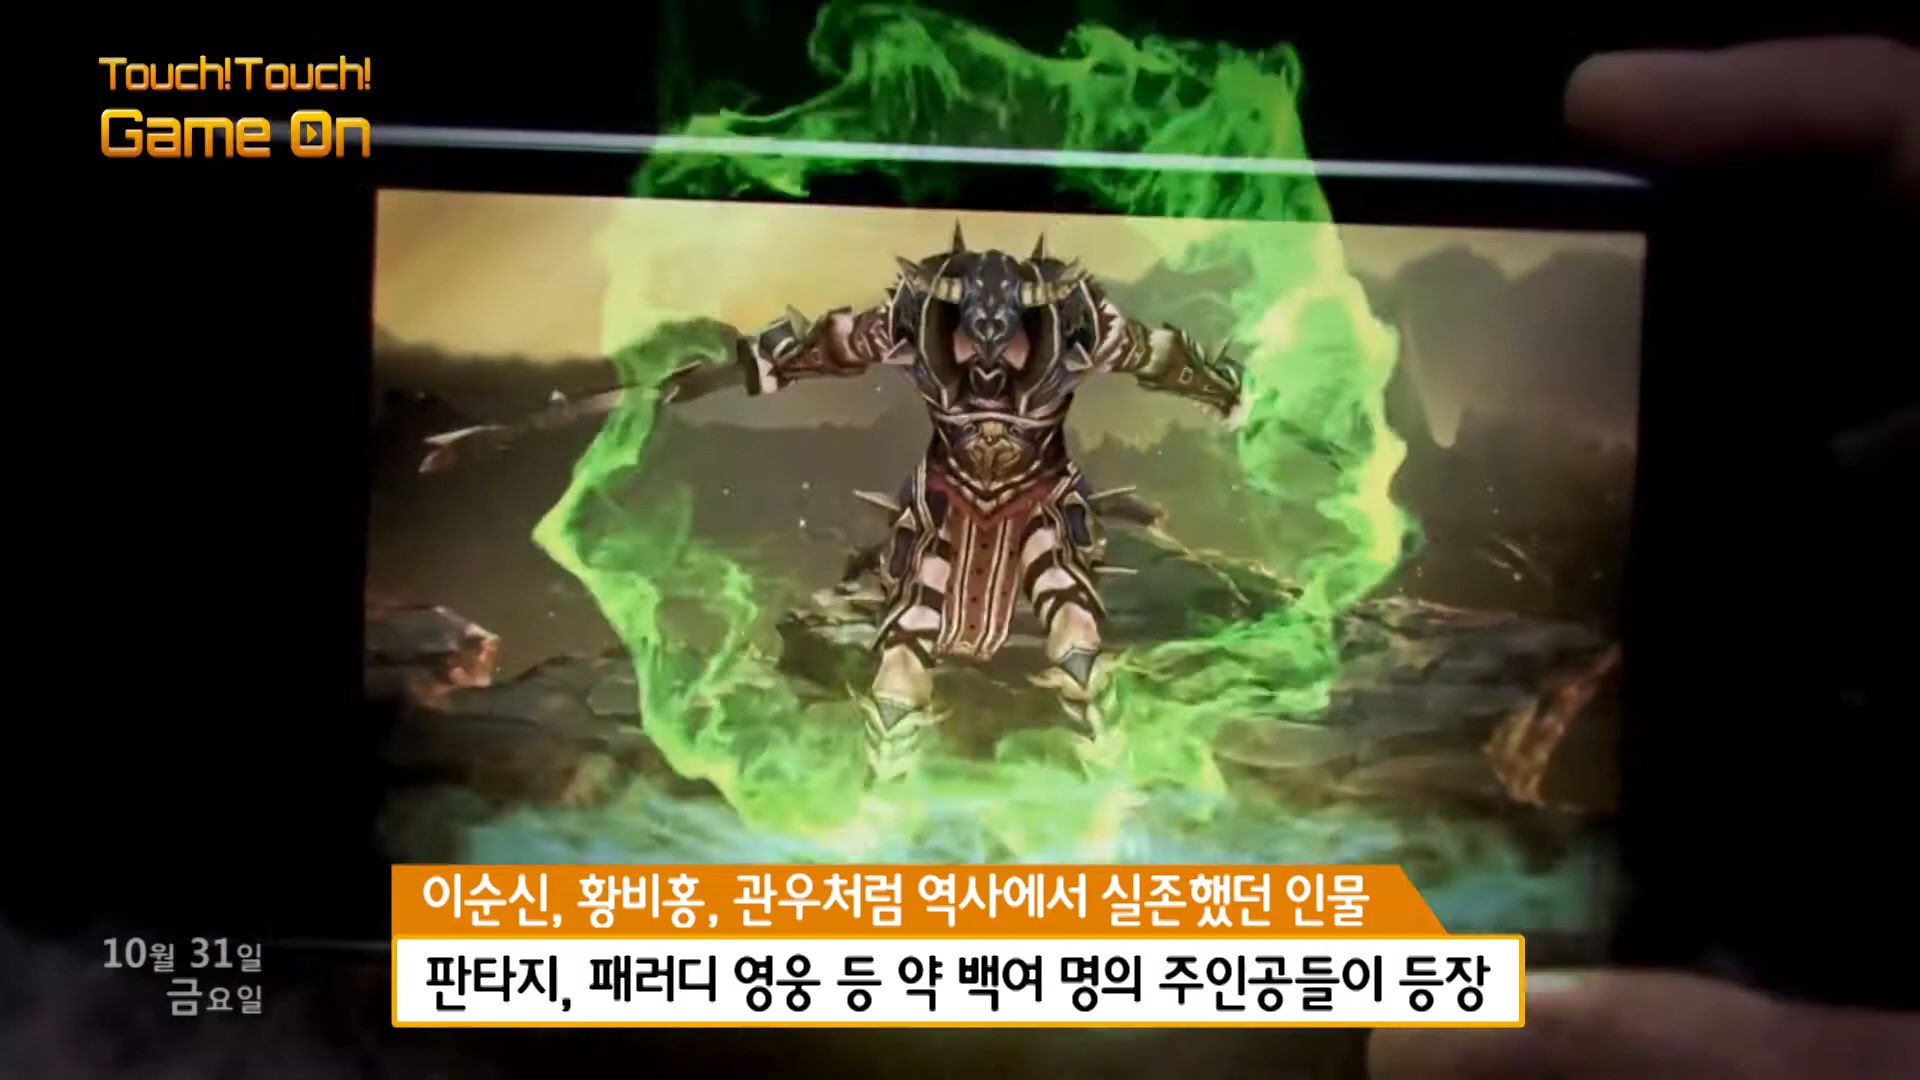 Touch!Touch!
Game On
이순신, 황비홍, 관우처럼 역사에서 실존했던 인물
판타지, 패러디 영웅 등 약 백여 명의 주인공들이 등장
10월 31일
금요일